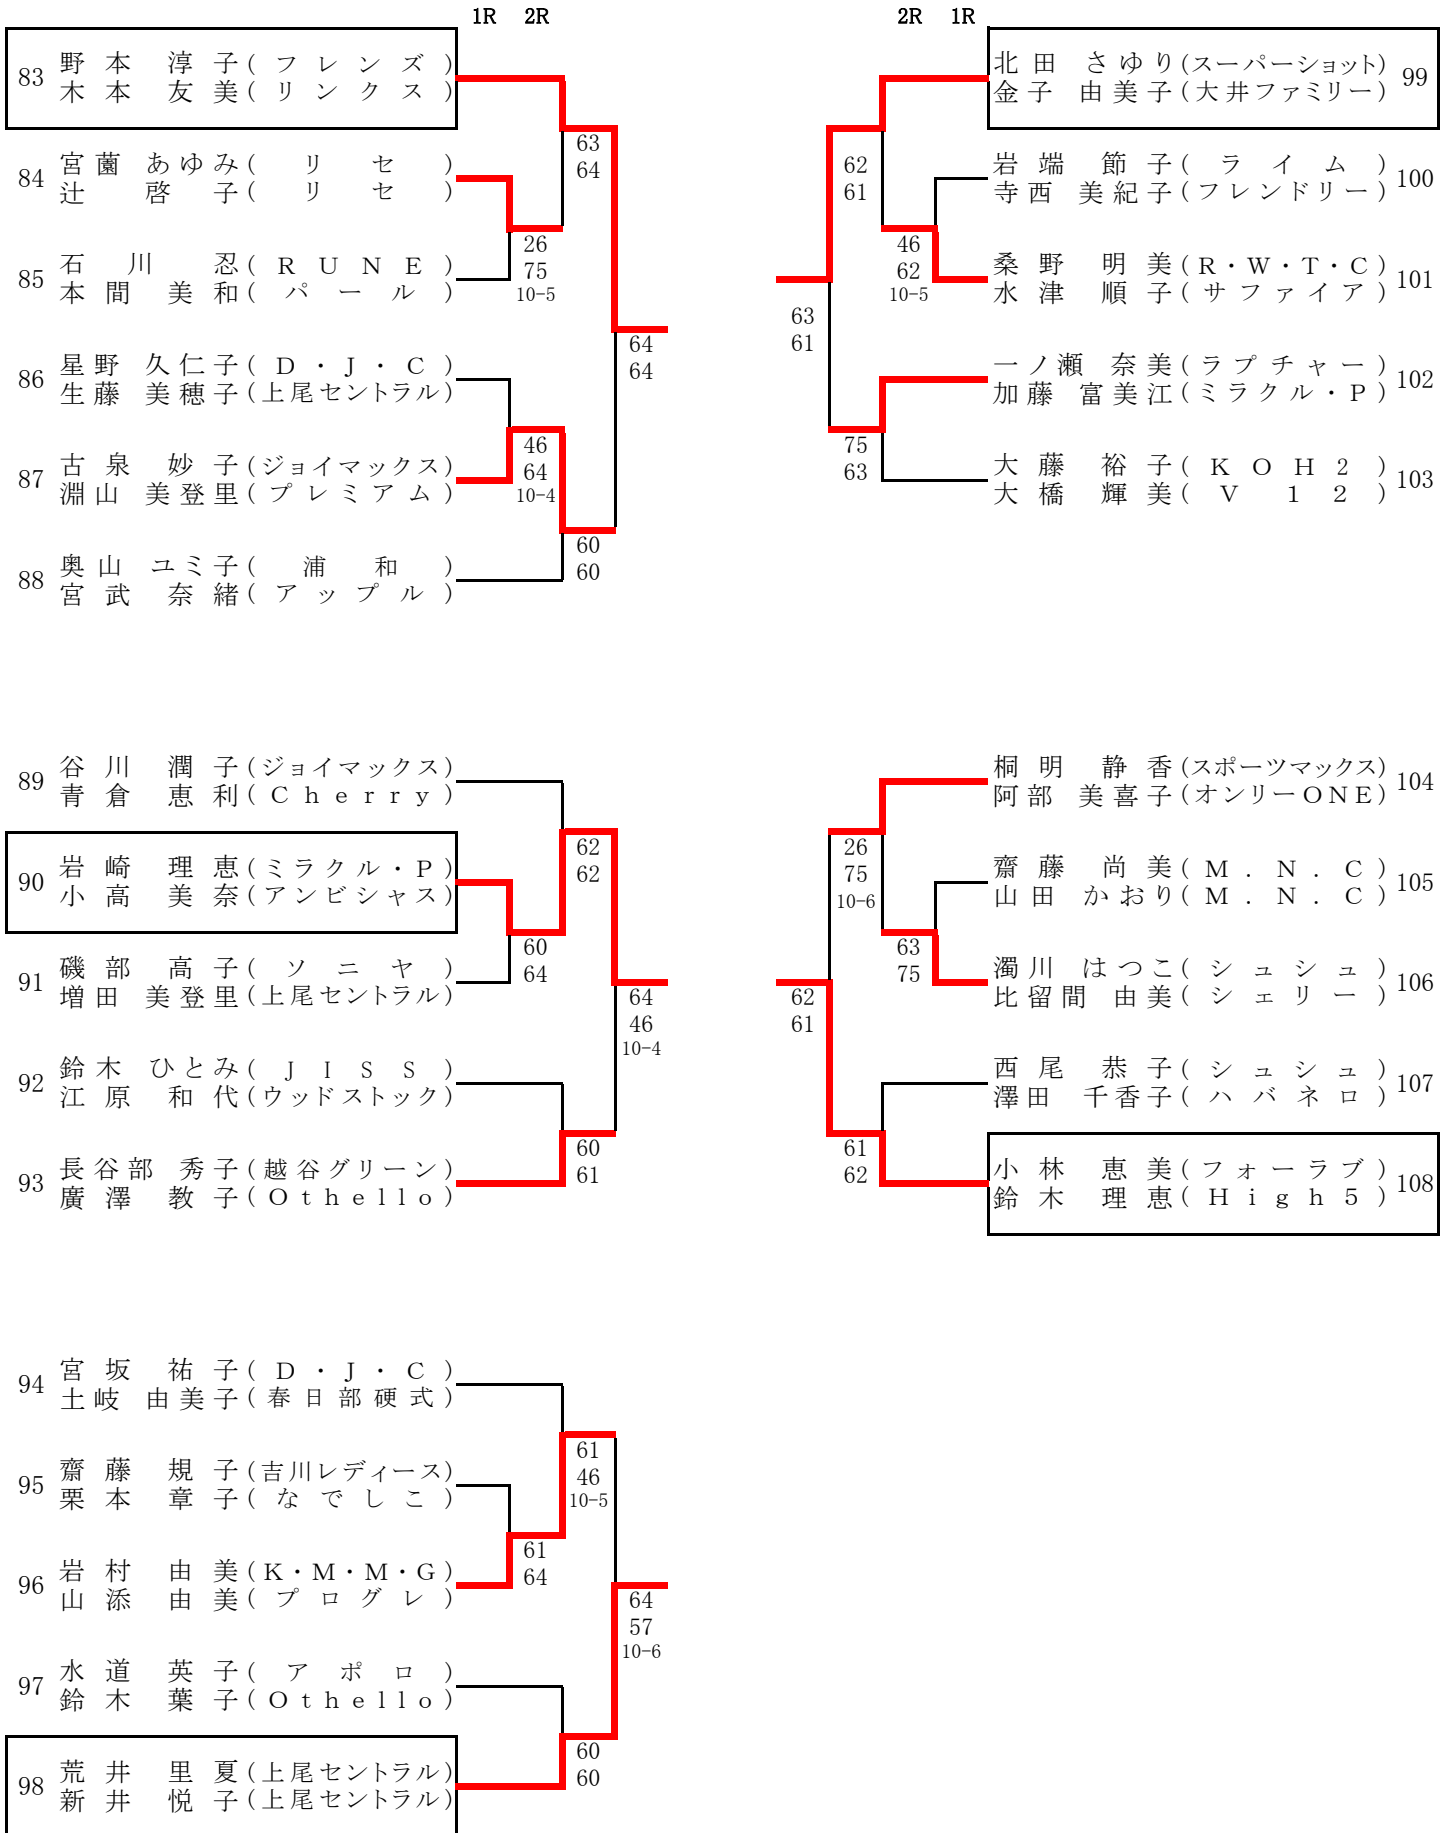 1R 2R
83 野本 淳子(フレンズ)
木本 友美(リンクス)
63
64
84 宮薗 あゆみ(リセ)
辻 啓子(リセ)
26
75
10-5
85 石川 忍(RUNE)
本間 美和(パール)
64
64
86 星野 久仁子(D・J・C)
生藤 美穂子(上尾セントラル)
46
64
10-4
87 古泉 妙子(ジョイマックス)
淵山 美登里(プレミアム)
60
60
88 奥山 ユミ子(浦和)
宮武 奈緒(アップル)
89 谷川 潤子(ジョイマックス)
青倉 恵利(Cherry)
62
62
90 岩崎 理恵(ミラクル・P)
小高 美奈(アンビシャス)
60
64
91 磯部 高子(ソニヤ)
増田 美登里(上尾セントラル)
64
46
10-4
92 鈴木 ひとみ(JISS)
江原 和代(ウッドストック)
60
61
93 長谷部 秀子(越谷グリーン)
廣澤 教子(Othello)
94 宮坂 祐子(D・J・C)
土岐 由美子(春日部硬式)
61
46
10-5
95 齋藤 規子(吉川レディース)
栗本 章子(なでしこ)
61
64
96 岩村 由美(K・M・M・G)
山添 由美(プログレ)
64
57
10-6
97 水道 英子(アポロ)
鈴木 葉子(Othello)
60
60
98 荒井 里夏(上尾セントラル)
新井 悦子(上尾セントラル)
2R 1R
北田 さゆり(スーパーショット) 99
金子 由美子(大井ファミリー)
62
61
岩端 節子(ライム) 100
寺西 美紀子(フレンドリー)
46
62
10-5
桑野 明美(R・W・T・C) 101
水津 順子(サファイア)
63
61
一ノ瀬 奈美(ラプチャー) 102
加藤 富美江(ミラクル・P)
75
63
大藤 裕子(KOH2) 103
大橋 輝美(V12)
桐明 静香(スポーツマックス) 104
阿部 美喜子(オンリーONE)
26
75
10-6
齋藤 尚美(M.N.C) 105
山田 かおり(M.N.C)
63
75
濁川 はつこ(シュシュ) 106
比留間 由美(シェリー)
62
61
西尾 恭子(シュシュ) 107
澤田 千香子(ハバネロ)
61
62
小林 恵美(フォーラブ) 108
鈴木 理恵(High5)